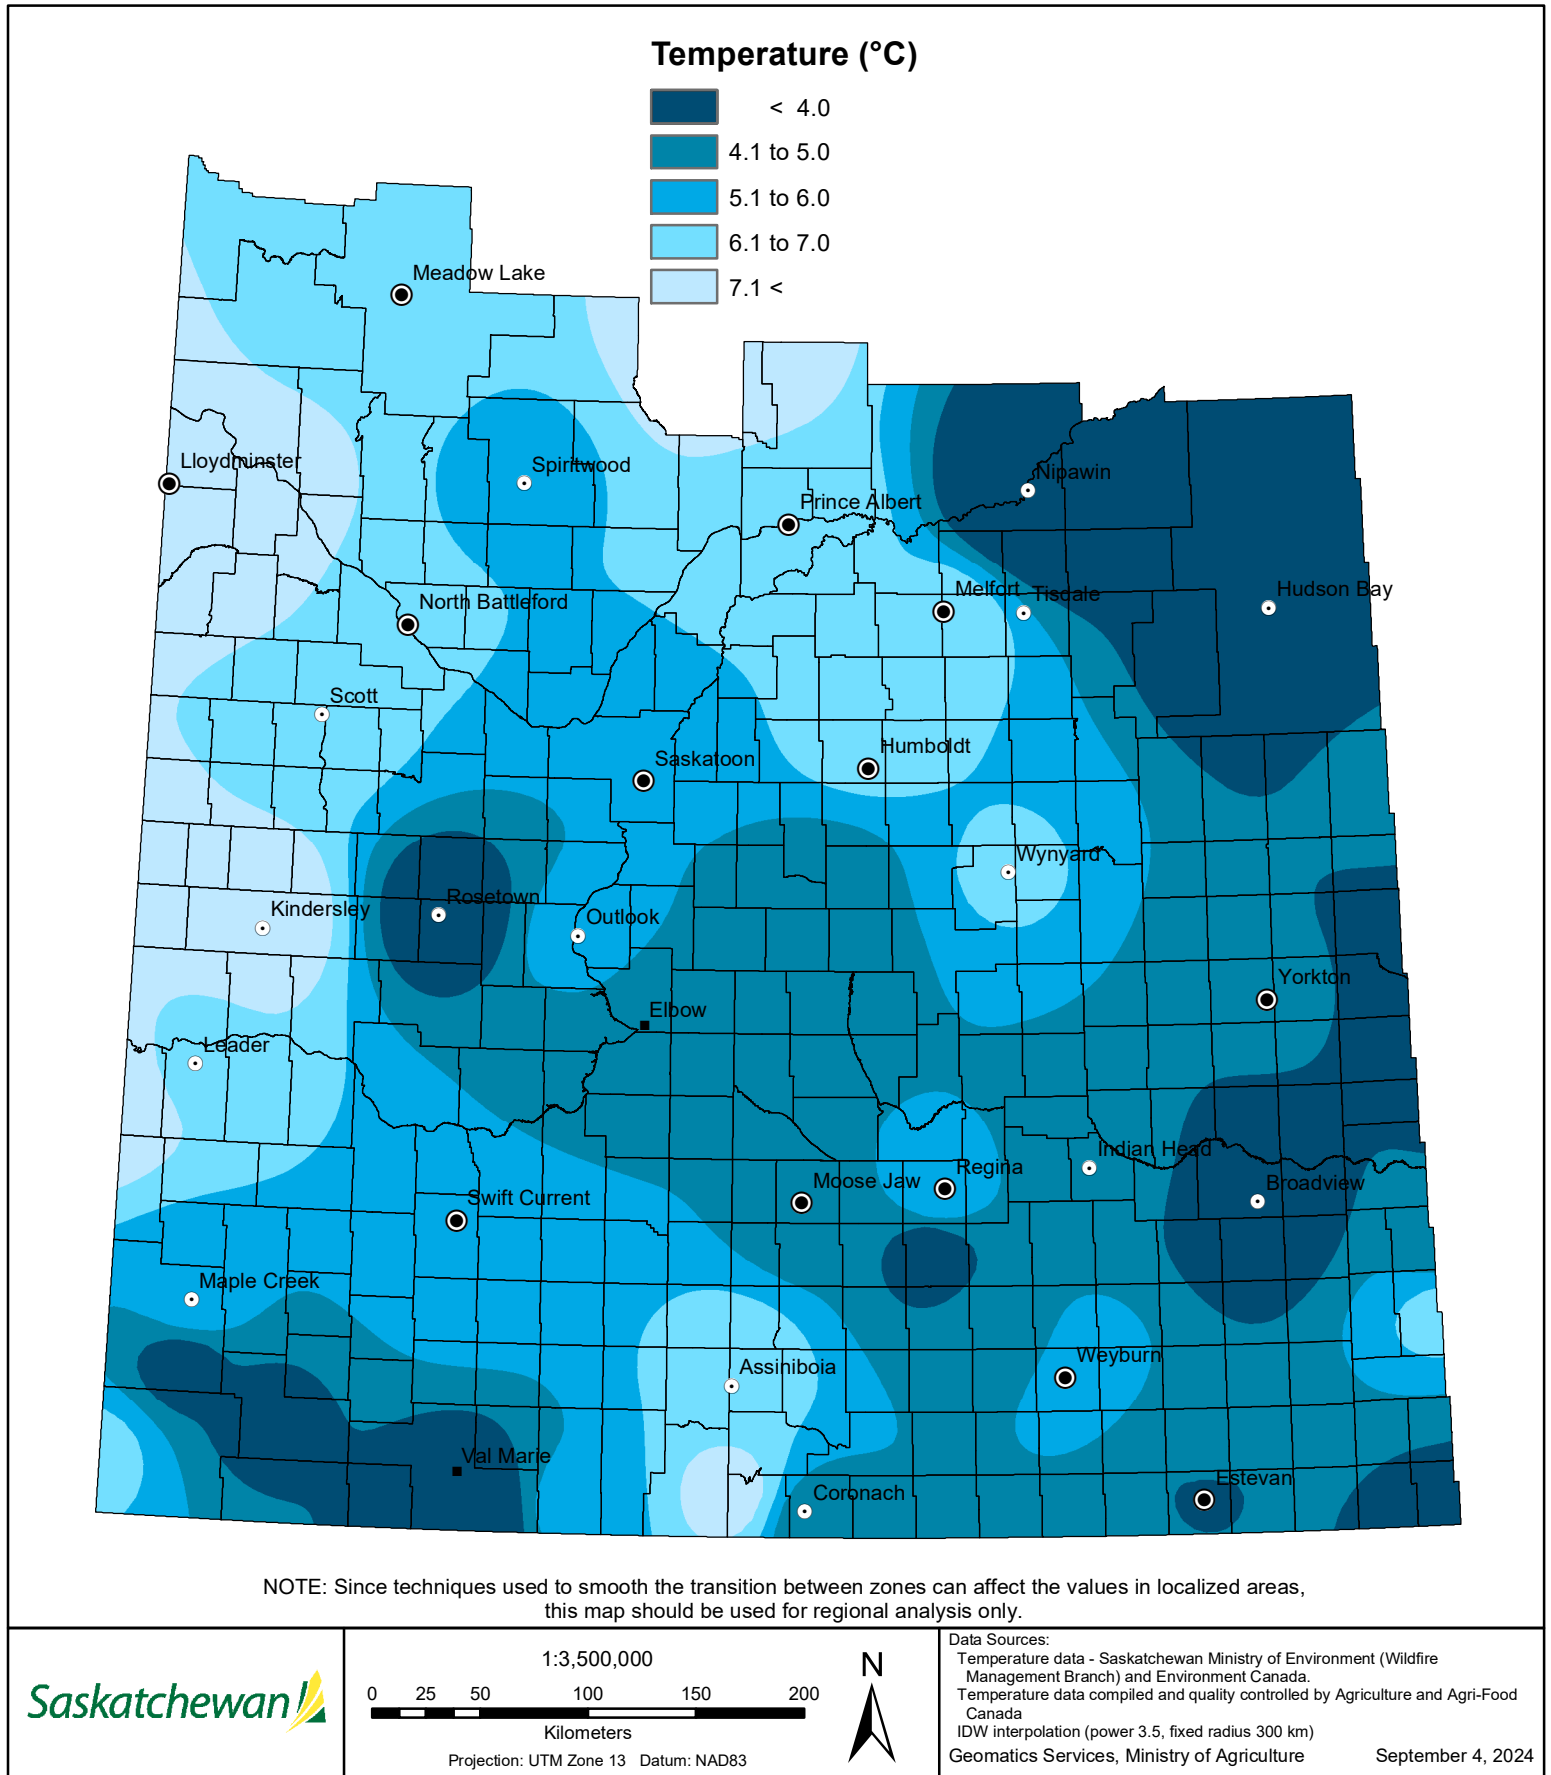 Temperature (°C)
< 4.0
4.1 to 5.0
5.1 to 6.0
6.1 to 7.0
7.1 <
Meadow Lake
Lloydminster
Spiritwood
Nipawin
Prince Albert
Hudson Bay
Melfort
Tisdale
North Battleford
Scott
Humboldt
Saskatoon
Wynyard
Rosetown
Kindersley
Outlook
Yorkton
Elbow
Leader
Indian Head
Regina
Moose Jaw
Broadview
Swift Current
Maple Creek
Weyburn
Assiniboia
Val Marie
Estevan
Coronach
NOTE: Since techniques used to smooth the transition between zones can affect the values in localized areas,
this map should be used for regional analysis only.
Saskatchewan
1:3,500,000
0 25 50 100 150 200
Kilometers
Projection: UTM Zone 13 Datum: NAD83
N
Data Sources:
Temperature data - Saskatchewan Ministry of Environment (Wildfire
Management Branch) and Environment Canada.
Temperature data compiled and quality controlled by Agriculture and Agri-Food
Canada
IDW interpolation (power 3.5, fixed radius 300 km)
Geomatics Services, Ministry of Agriculture September 4, 2024